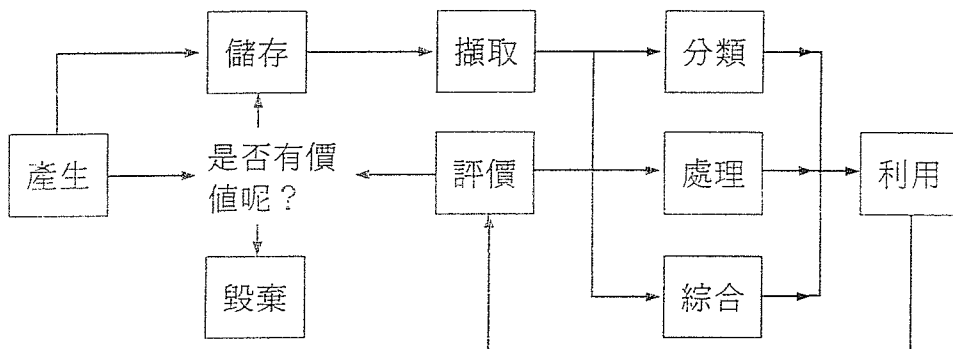 儲存
擷取
分類
產生
是否有價
值呢？
評價
處理
利用
毀棄
綜合